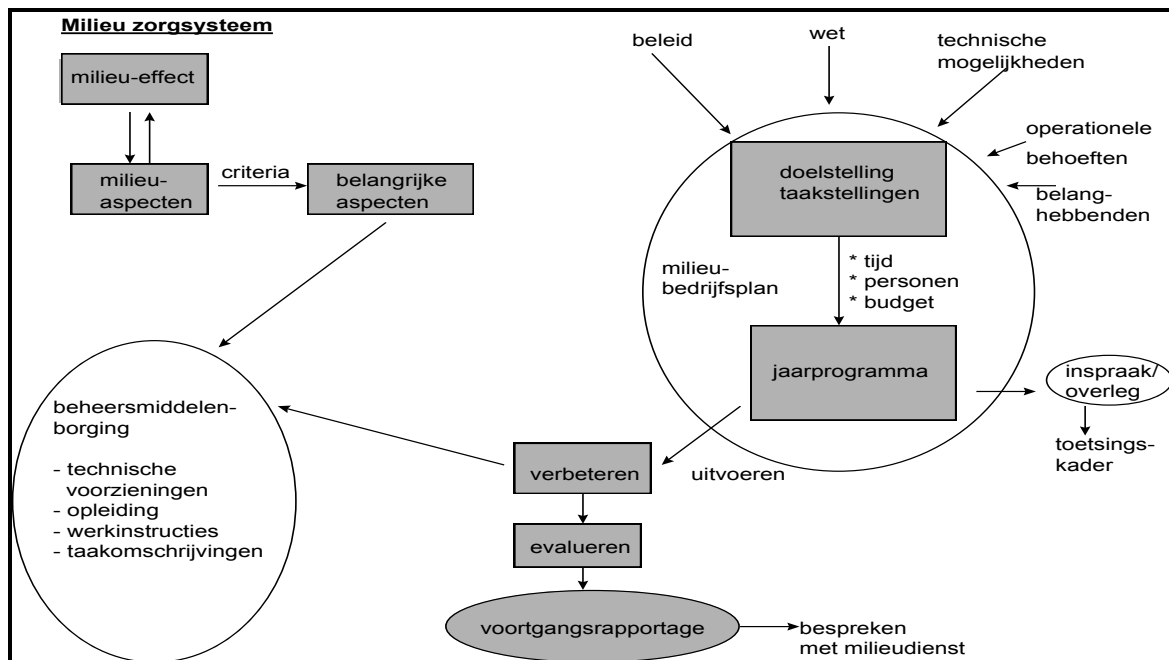 Milieu zorgsysteem
milieu-effect
milieu-
aspecten
criteria
belangrijke
aspecten
beleid
wet
technische
mogelijkheden
operationele
behoeften
belang-
hebbenden
doelstelling
taakstellingen
milieu-
bedrijfsplan
* tijd
* personen
* budget
jaarprogramma
inspraak/
overleg
toetsings-
kader
uitvoeren
verbeteren
evalueren
voortgangsrapportage
bespreken
met milieudienst
beheersmiddelen-
borging
- technische
voorzieningen
- opleiding
- werkinstructies
- taakomschrijvingen